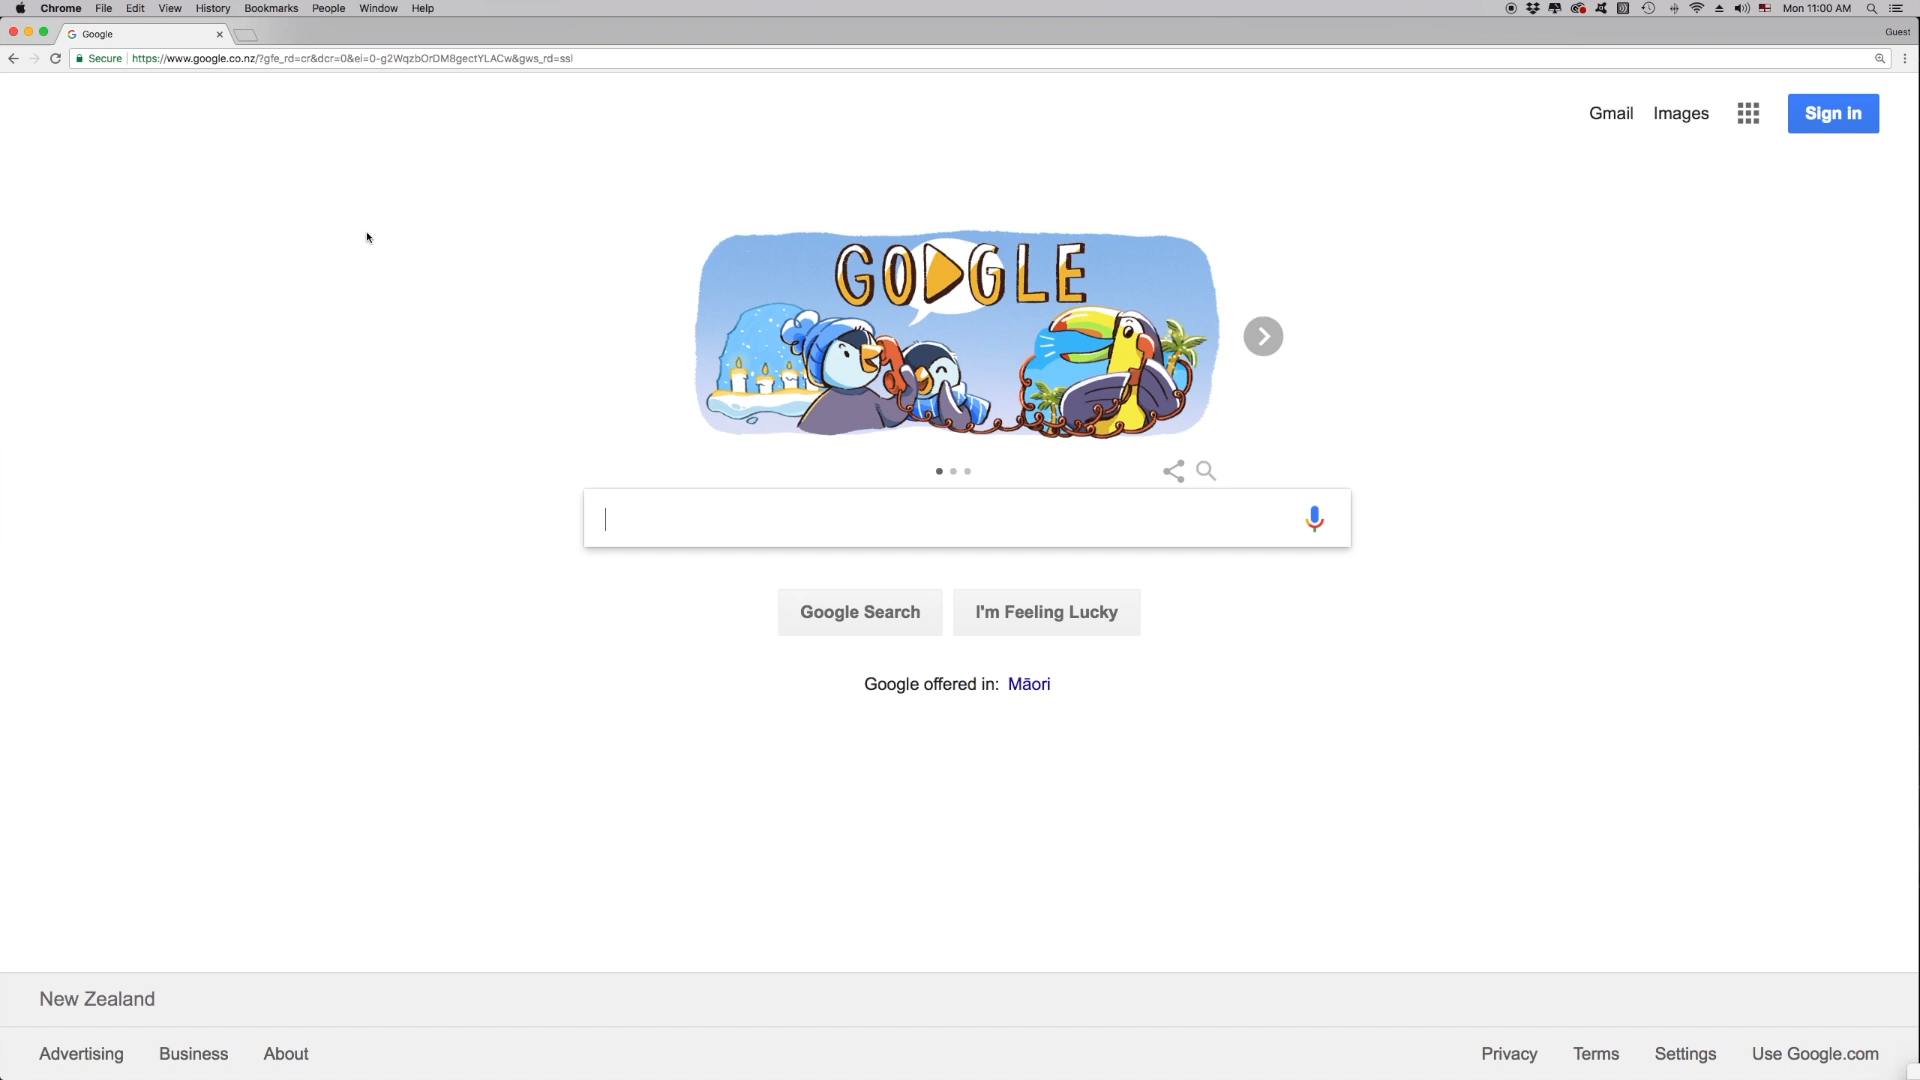 Chrome File Edit View History Bookmarks People Window Help Mon 11:00 AM
Google Guest
Secure https://www.google.co.nz/?gfe_rd=cr&dcr=0&ei=0-g2WqzbOrDM8gectYLACw&gws_rd=ssl
Gmail Images Sign in
GOOGLE
Google Search I'm Feeling Lucky
Google offered in: Māori
New Zealand
Advertising Business About Privacy Terms Settings Use Google.com